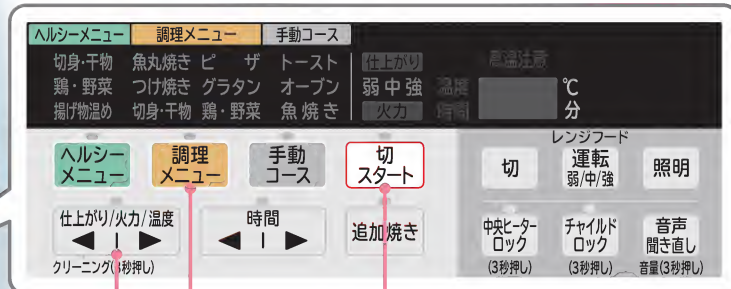 ヘルシーメニュー 調理メニュー 手動コース
切身・干物 魚丸焼き ピザ トースト 仕上がり 高温注意
鶏・野菜 つけ焼き グラタン オーブン 弱 中 強 温度 ℃
揚げ物温め 切身・干物 鶏・野菜 魚焼き 火力 時間 分
レンジフード
ヘルシーメニュー
調理メニュー
手動コース
切
スタート
切
運転
弱/中/強
照明
仕上がり/火力/温度
時間
追加焼き
中央ヒーターロック
チャイルドロック
音声聞き直し
クリーニング(3秒押し)
(3秒押し)
(3秒押し)
音量(3秒押し)